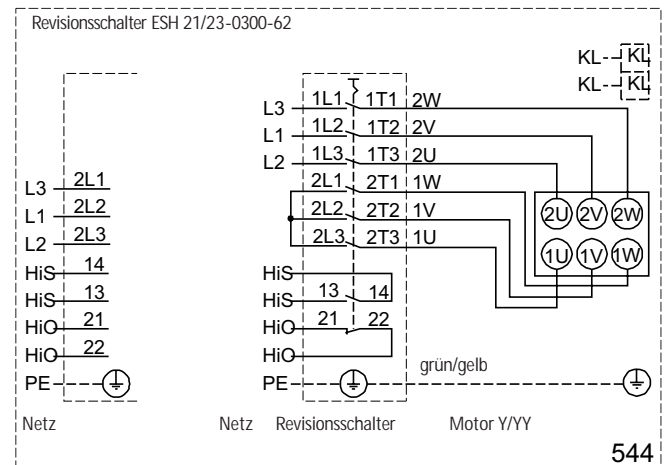 Revisionsschalter ESH 21/23-0300-62
KL KL
KL KL
L3 1L1 1T1 2W
L1 1L2 1T2 2V
L2 1L3 1T3 2U
L3 2L1 2L1 2T1 1W
L1 2L2 2L2 2T2 1V
L2 2L3 2L3 2T3 1U
2U 2V 2W
1U 1V 1W
HiS 14 HiS
HiS 13 HiS 13 14
HiO 21 HiO 21 22
HiO 22 HiO
PE PE grün/gelb
Netz Netz Revisionsschalter Motor Y/YY
544